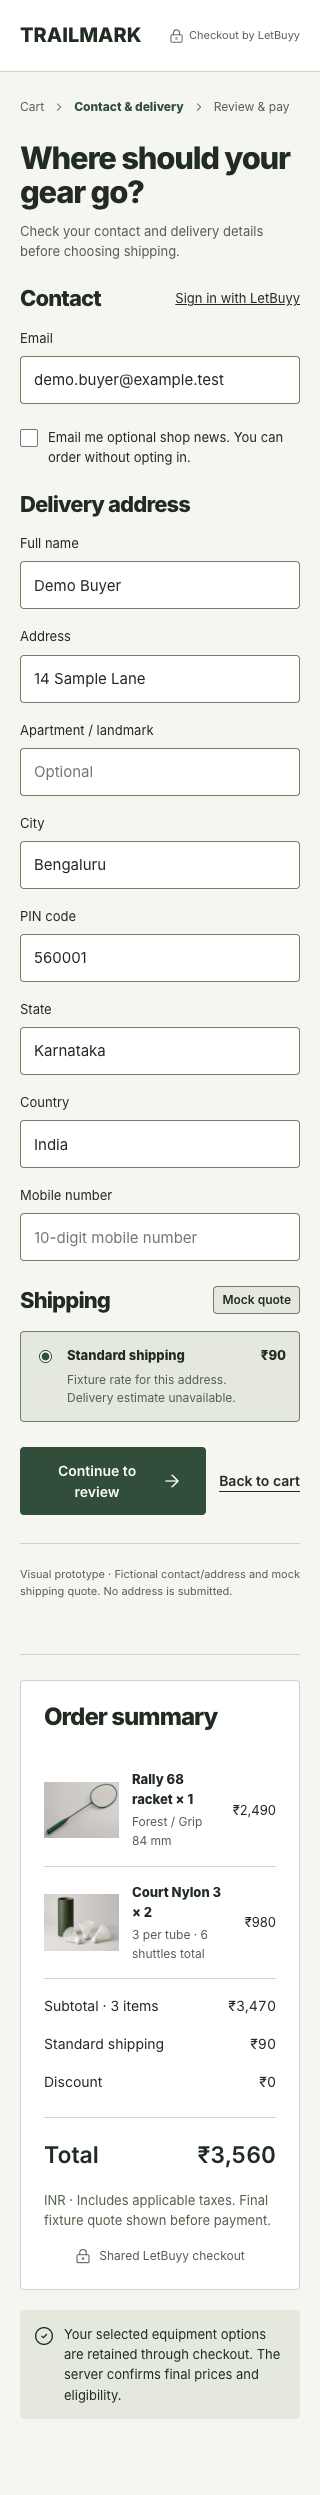 TRAILMARK
Checkout by LetBuyy
Cart > Contact & delivery > Review & pay
Where should your
gear go?
Check your contact and delivery details
before choosing shipping.
Contact
Sign in with LetBuyy
Email
demo.buyer@example.test
Email me optional shop news. You can
order without opting in.
Delivery address
Full name
Demo Buyer
Address
14 Sample Lane
Apartment / landmark
Optional
City
Bengaluru
PIN code
560001
State
Karnataka
Country
India
Mobile number
10-digit mobile number
Shipping
Mock quote
Standard shipping ₹90
Fixture rate for this address.
Delivery estimate unavailable.
Continue to
review
Back to cart
Visual prototype · Fictional contact/address and mock
shipping quote. No address is submitted.
Order summary
Rally 68
racket × 1
Forest / Grip
84 mm
₹2,490
Court Nylon 3
× 2
3 per tube · 6
shuttles total
₹980
Subtotal · 3 items ₹3,470
Standard shipping ₹90
Discount ₹0
Total ₹3,560
INR · Includes applicable taxes. Final
fixture quote shown before payment.
Shared LetBuyy checkout
Your selected equipment options
are retained through checkout. The
server confirms final prices and
eligibility.